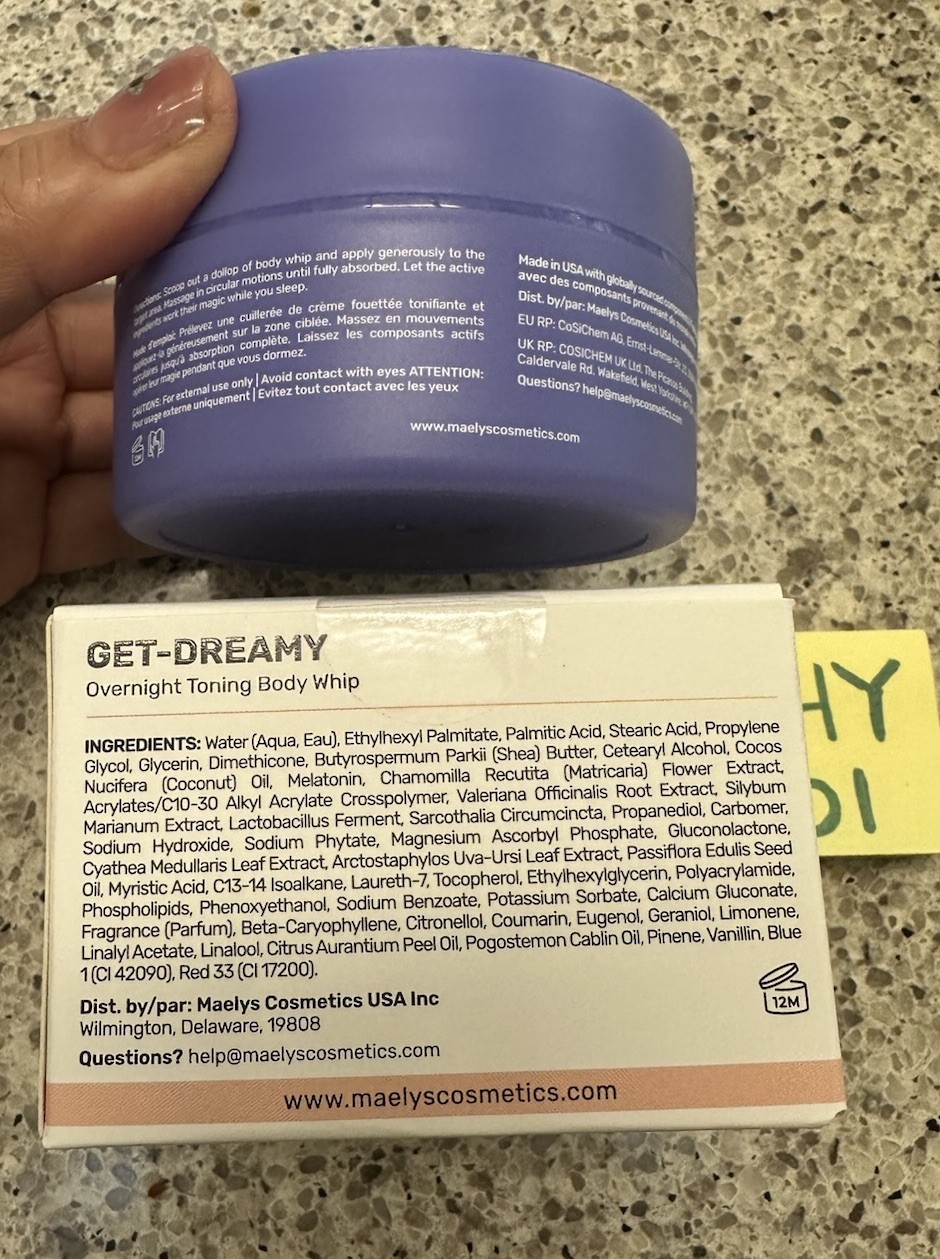 Directions: Scoop out a dollop of body whip and apply generously to the
target area. Massage in circular motions until fully absorbed. Let the active
ingredients work their magic while you sleep.
Mode d'emploi: Prélevez une cuillerée de crème fouettée tonifiante et
appliquez-la généreusement sur la zone ciblée. Massez en mouvements
circulaires jusqu'à absorption complète. Laissez les composants actifs
opérer leur magie pendant que vous dormez.
CAUTIONS: For external use only | Avoid contact with eyes ATTENTION:
Pour usage externe uniquement | Evitez tout contact avec les yeux
12M
Made in USA with globally sourced components
avec des composants provenant du monde
Dist. by/par: Maelys Cosmetics USA Inc.
EU RP: CoSiChem AG, Ernst-Lemmer-Str.
UK RP: COSICHEM UK Ltd. The Picasso Building,
Caldervale Rd. Wakefield, West Yorkshire
Questions? help@maelyscosmetics.com
www.maelyscosmetics.com
GET-DREAMY
Overnight Toning Body Whip
INGREDIENTS: Water (Aqua, Eau), Ethylhexyl Palmitate, Palmitic Acid, Stearic Acid, Propylene
Glycol, Glycerin, Dimethicone, Butyrospermum Parkii (Shea) Butter, Cetearyl Alcohol, Cocos
Nucifera (Coconut) Oil, Melatonin, Chamomilla Recutita (Matricaria) Flower Extract,
Acrylates/C10-30 Alkyl Acrylate Crosspolymer, Valeriana Officinalis Root Extract, Silybum
Marianum Extract, Lactobacillus Ferment, Sarcothalia Circumcincta, Propanediol, Carbomer,
Sodium Hydroxide, Sodium Phytate, Magnesium Ascorbyl Phosphate, Gluconolactone,
Cyathea Medullaris Leaf Extract, Arctostaphylos Uva-Ursi Leaf Extract, Passiflora Edulis Seed
Oil, Myristic Acid, C13-14 Isoalkane, Laureth-7, Tocopherol, Ethylhexylglycerin, Polyacrylamide,
Phospholipids, Phenoxyethanol, Sodium Benzoate, Potassium Sorbate, Calcium Gluconate,
Fragrance (Parfum), Beta-Caryophyllene, Citronellol, Coumarin, Eugenol, Geraniol, Limonene,
Linalyl Acetate, Linalool, Citrus Aurantium Peel Oil, Pogostemon Cablin Oil, Pinene, Vanillin, Blue
1 (CI 42090), Red 33 (CI 17200).
Dist. by/par: Maelys Cosmetics USA Inc
Wilmington, Delaware, 19808
Questions? help@maelyscosmetics.com
12M
www.maelyscosmetics.com
HY